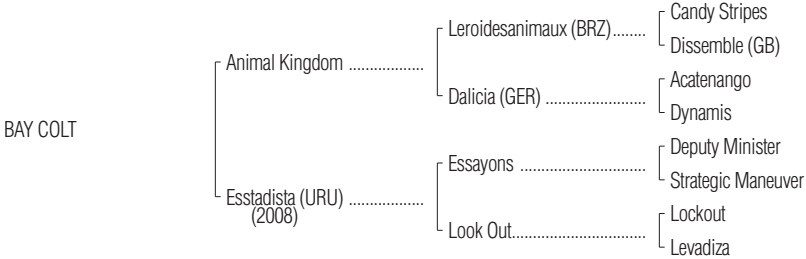 Candy Stripes
Leroidesanimaux (BRZ)........
Dissemble (GB)
Animal Kingdom ..................
Acatenango
Dalicia (GER) .......................
Dynamis
BAY COLT
Deputy Minister
Essayons .............................
Strategic Maneuver
Esstadista (URU) ..................
(2008)
Lockout
Look Out...............................
Levadiza